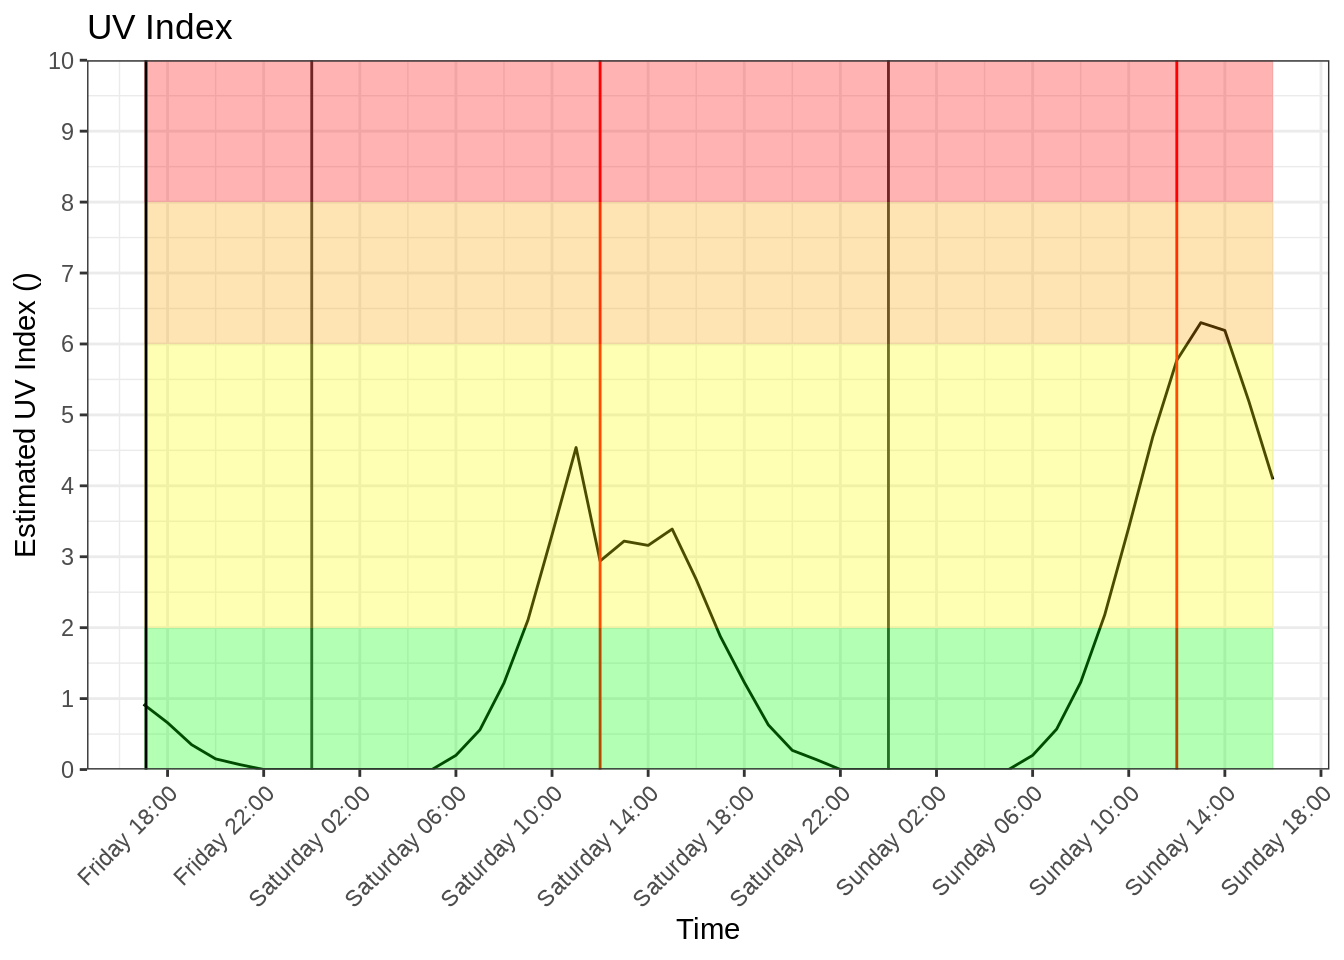 UV Index
Estimated UV Index ()
10
9
8
7
6
5
4
3
2
1
0
Friday 18:00
Friday 22:00
Saturday 02:00
Saturday 06:00
Saturday 10:00
Saturday 14:00
Saturday 18:00
Saturday 22:00
Sunday 02:00
Sunday 06:00
Sunday 10:00
Sunday 14:00
Sunday 18:00
Time